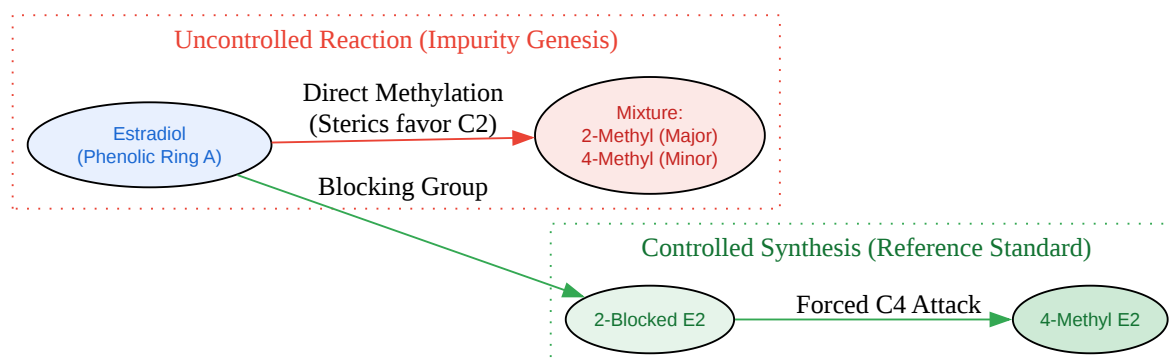 Uncontrolled Reaction (Impurity Genesis)
Estradiol
(Phenolic Ring A)
Direct Methylation
(Sterics favor C2)
Mixture:
2-Methyl (Major)
4-Methyl (Minor)
Blocking Group
Controlled Synthesis (Reference Standard)
2-Blocked E2
Forced C4 Attack
4-Methyl E2